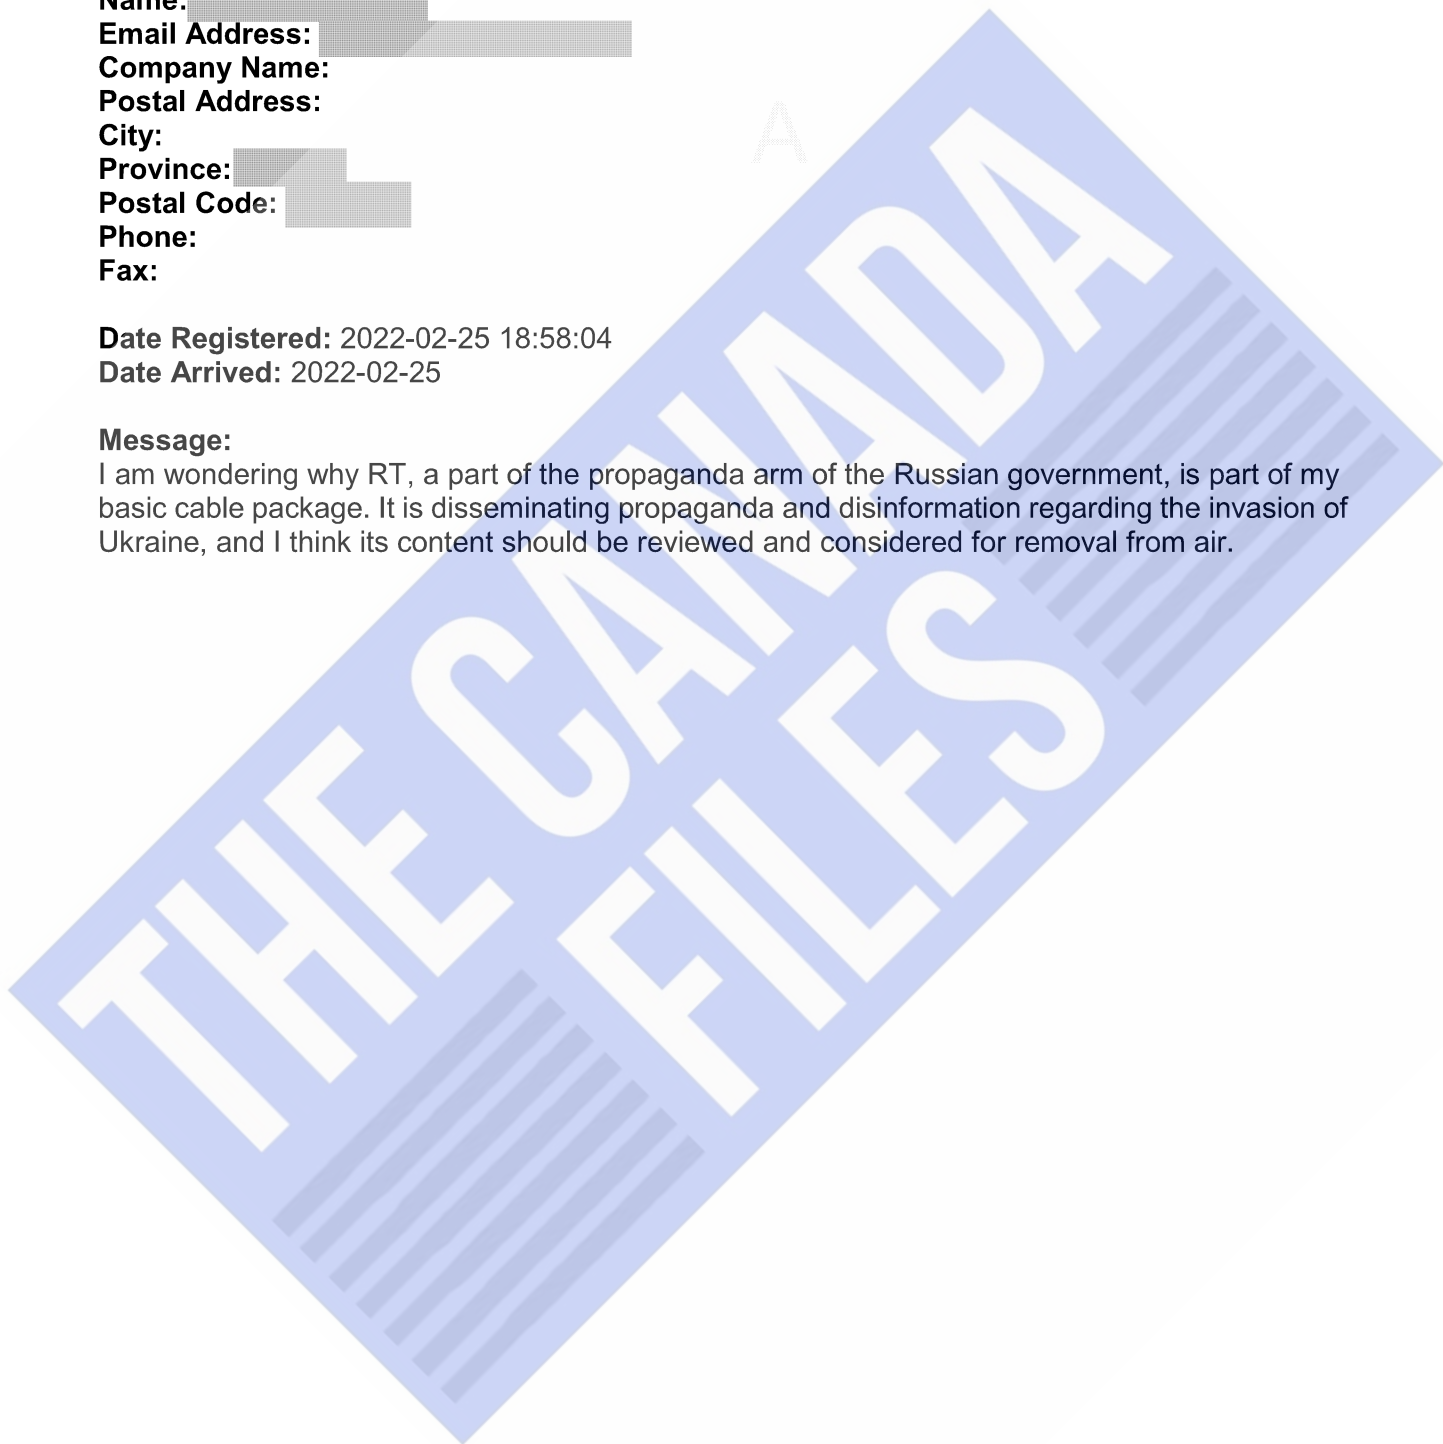 Name:
Email Address:
Company Name:
Postal Address:
City:
Province:
Postal Code:
Phone:
Fax:
Date Registered: 2022-02-25 18:58:04
Date Arrived: 2022-02-25
Message:
I am wondering why RT, a part of the propaganda arm of the Russian government, is part of my
basic cable package. It is disseminating propaganda and disinformation regarding the invasion of
Ukraine, and I think its content should be reviewed and considered for removal from air.
A
THE CANADA
FILES